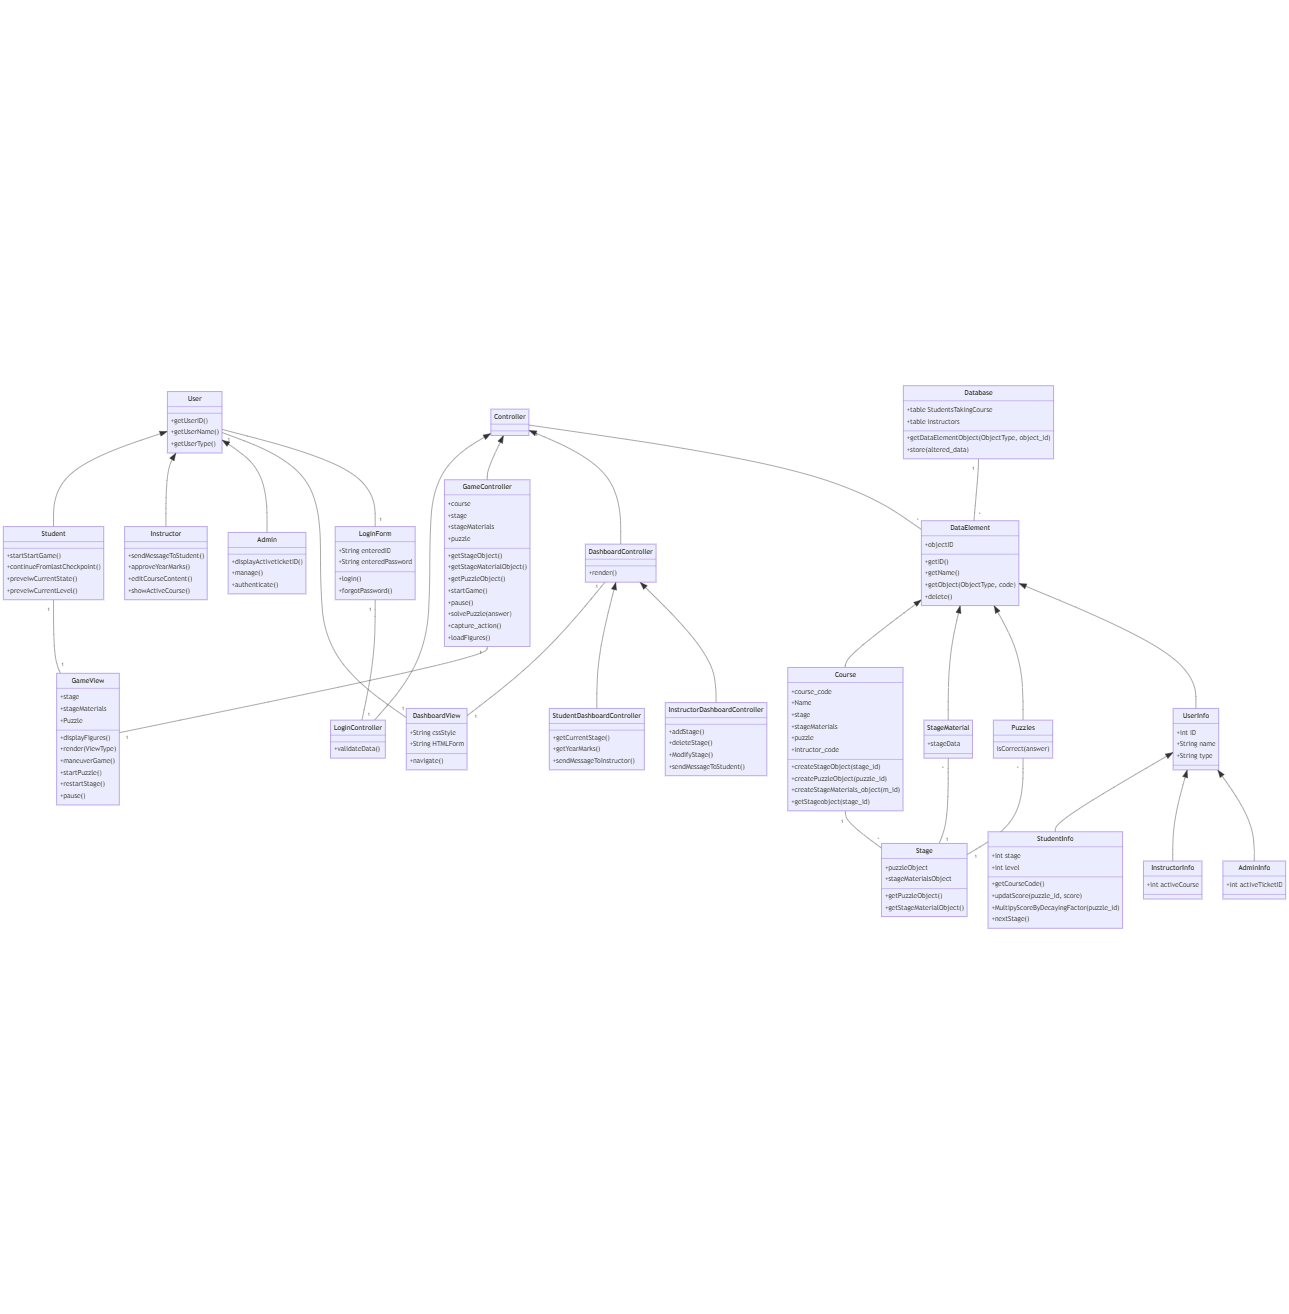 User
+getUserID()
+getUserName()
+getUserType()
Controller
Database
+table StudentsTakingCourse
+table Instructors
+getDataElementObject(ObjectType, object_id)
+store(altered_data)
Student
+startStartGame()
+continueFromlastCheckpoint()
+preveiwCurrentState()
+preveiwCurrentLevel()
Instructor
+sendMessageToStudent()
+approveYearMarks()
+editCourseContent()
+showActiveCourse()
Admin
+displayActiveticketID()
+manage()
+authenticate()
LoginForm
+String enteredID
+String enteredPassword
+login()
+forgotPassword()
GameController
+course
+stage
+stageMaterials
+puzzle
+getStageObject()
+getStageMaterialObject()
+getPuzzleObject()
+startGame()
+pause()
+solvePuzzle(answer)
+capture_action()
+loadFigures()
DashboardController
+render()
DataElement
+objectID
+getID()
+getName()
+getObject(ObjectType, code)
+delete()
GameView
+stage
+stageMaterials
+Puzzle
+displayFigures()
+render(ViewType)
+maneuverGame()
+startPuzzle()
+restartStage()
+pause()
LoginController
+validateData()
DashboardView
+String cssStyle
+String HTMLForm
+navigate()
StudentDashboardController
+getCurrentStage()
+getYearMarks()
+sendMessageToInstructor()
InstructorDashboardController
+addStage()
+deleteStage()
+ModifyStage()
+sendMessageToStudent()
Course
+course_code
+Name
+stage
+stageMaterials
+puzzle
+intructor_code
+createStageObject(stage_id)
+createPuzzleObject(puzzle_id)
+createStageMaterials_object(m_id)
+getStageobject(stage_id)
StageMaterial
+stageData
Puzzles
isCorrect(answer)
UserInfo
+int ID
+String name
+String type
Stage
+puzzleObject
+stageMaterialsObject
+getPuzzleObject()
+getStageMaterialObject()
StudentInfo
+int stage
+int level
+getCourseCode()
+updatScore(puzzle_id, score)
+MultipyScoreByDecayingFactor(puzzle_id)
+nextStage()
InstructorInfo
+int activeCourse
AdminInfo
+int activeTicketID
1
1
1
1
1
1
1
1
1
1
1
1
1
1
*
*
*
*
*